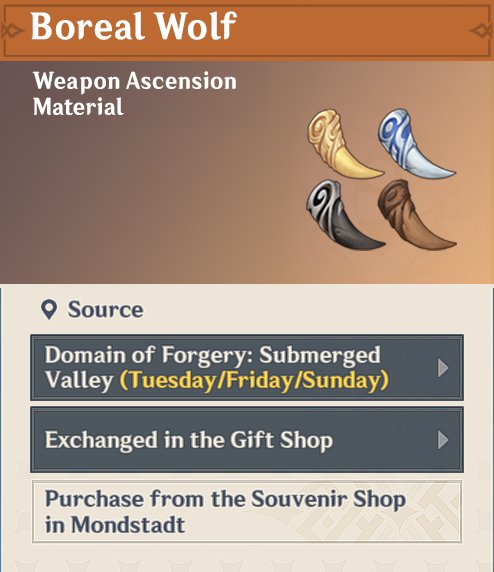 Boreal Wolf
Weapon Ascension
Material
Source
Domain of Forgery: Submerged
Valley (Tuesday/Friday/Sunday)
Exchanged in the Gift Shop
Purchase from the Souvenir Shop
in Mondstadt